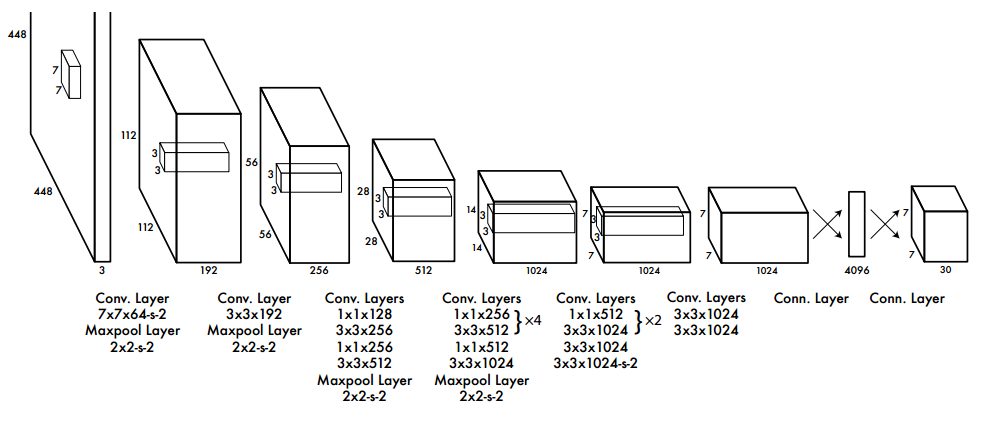 448
7
7
448
3
112
3
3
112
192
56
3
3
56
256
28
3
3
28
512
14
3
3
14
1024
7
3
3
7
1024
7
7
1024
4096
7
7
30
Conv. Layer
7x7x64-s-2
Maxpool Layer
2x2-s-2
Conv. Layer
3x3x192
Maxpool Layer
2x2-s-2
Conv. Layers
1x1x128
3x3x256
1x1x256
3x3x512
Maxpool Layer
2x2-s-2
Conv. Layers
1x1x256
3x3x512
} ×4
1x1x512
3x3x1024
Maxpool Layer
2x2-s-2
Conv. Layers
1x1x512
3x3x1024
} ×2
3x3x1024
3x3x1024-s-2
Conv. Layers
3x3x1024
3x3x1024
Conn. Layer
Conn. Layer